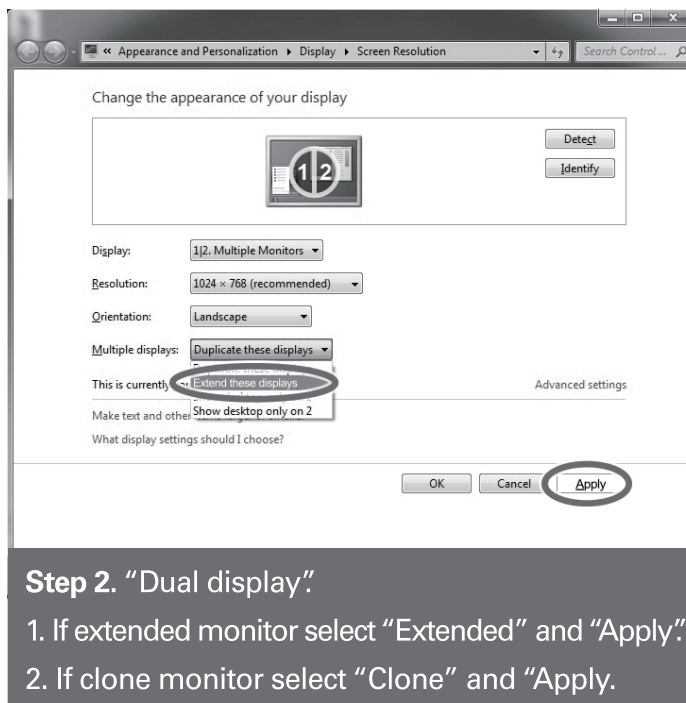 « Appearance and Personalization ▸ Display ▸ Screen Resolution
Search Control ...
Change the appearance of your display
1 2
Detect
Identify
Display: 1|2. Multiple Monitors
Resolution: 1024 × 768 (recommended)
Orientation: Landscape
Multiple displays: Duplicate these displays
This is currently
Extend these displays
Advanced settings
Make text and other
Show desktop only on 2
What display settings should I choose?
OK Cancel Apply
Step 2. “Dual display”.
1. If extended monitor select “Extended” and “Apply”.
2. If clone monitor select “Clone” and “Apply.